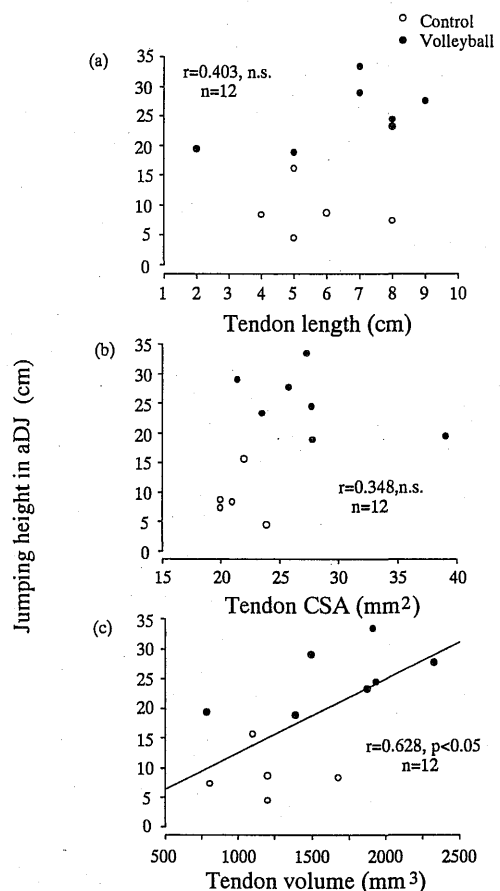 Control
Volleyball
(a)
r=0.403, n.s.
n=12
35
30
25
20
15
10
5
0
1 2 3 4 5 6 7 8 9 10
Tendon length (cm)
Jumping height in aDJ (cm)
(b)
35
30
25
20
15
10
5
0
r=0.348,n.s.
n=12
15 20 25 30 35 40
Tendon CSA (mm2)
(c)
35
30
25
20
15
10
5
0
r=0.628, p<0.05
n=12
500 1000 1500 2000 2500
Tendon volume (mm3)